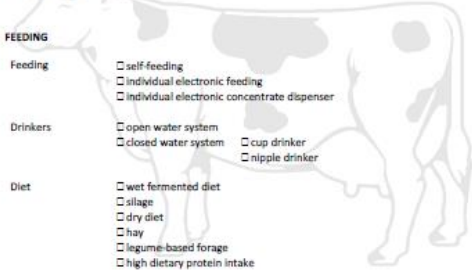 FEEDING
Feeding □ self-feeding
□ individual electronic feeding
□ individual electronic concentrate dispenser
Drinkers □ open water system
□ closed water system □ cup drinker
□ nipple drinker
Diet □ wet fermented diet
□ silage
□ dry diet
□ hay
□ legume-based forage
□ high dietary protein intake